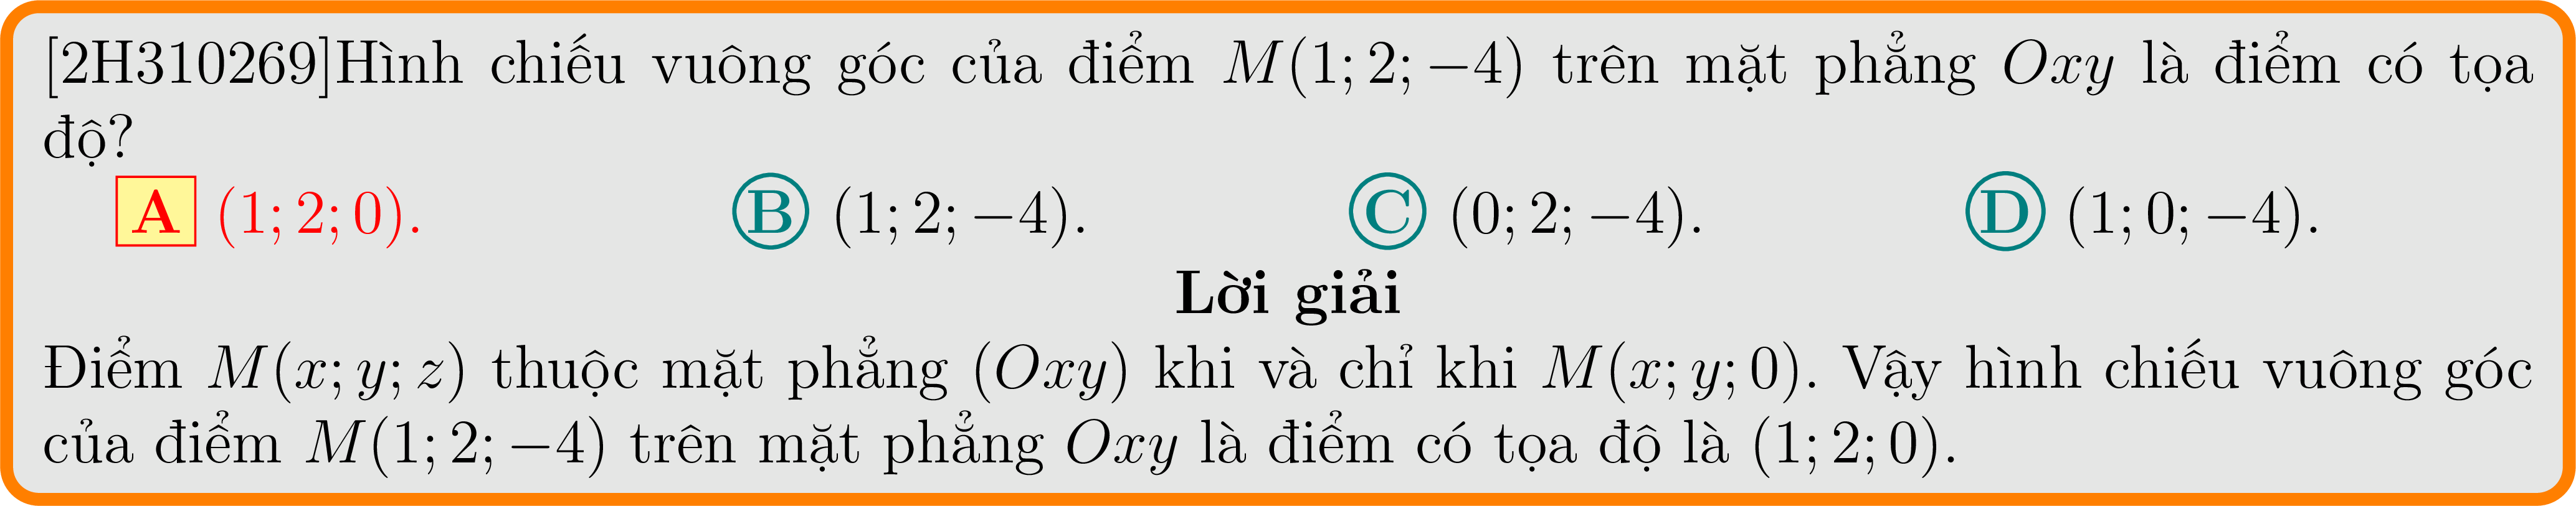 [2H310269]Hình chiếu vuông góc của điểm M(1; 2; −4) trên mặt phẳng Oxy là điểm có tọa
độ?
A (1; 2; 0). B (1; 2; −4). C (0; 2; −4). D (1; 0; −4).
Lời giải
Điểm M(x; y; z) thuộc mặt phẳng (Oxy) khi và chỉ khi M(x; y; 0). Vậy hình chiếu vuông góc
của điểm M(1; 2; −4) trên mặt phẳng Oxy là điểm có tọa độ là (1; 2; 0).